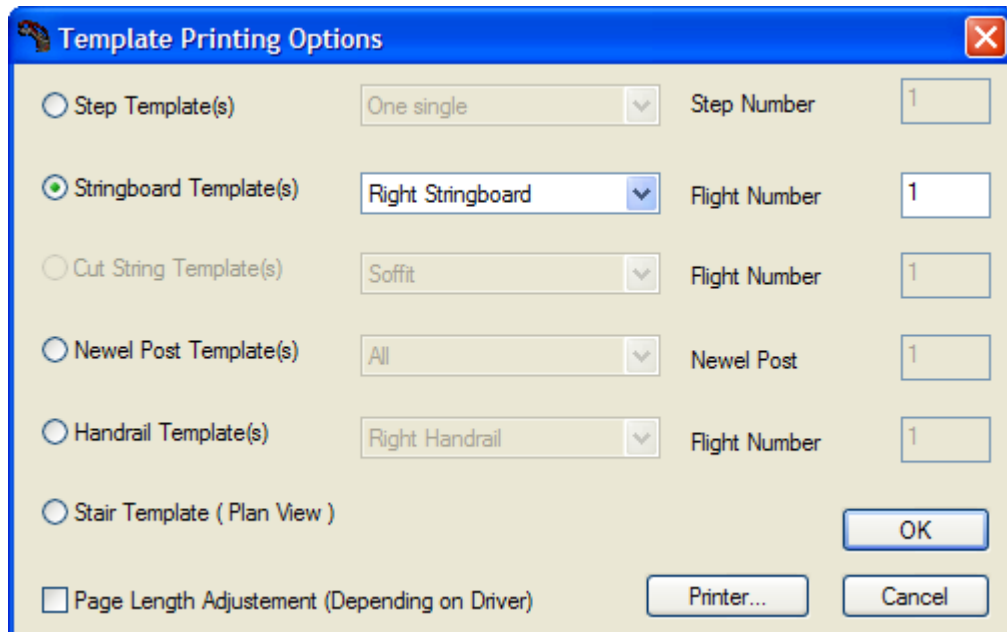 Template Printing Options
Step Template(s) One single Step Number 1
Stringboard Template(s) Right Stringboard Flight Number 1
Cut String Template(s) Soffit Flight Number 1
Newel Post Template(s) All Newel Post 1
Handrail Template(s) Right Handrail Flight Number 1
Stair Template ( Plan View )
OK
Page Length Adjustement (Depending on Driver) Printer... Cancel